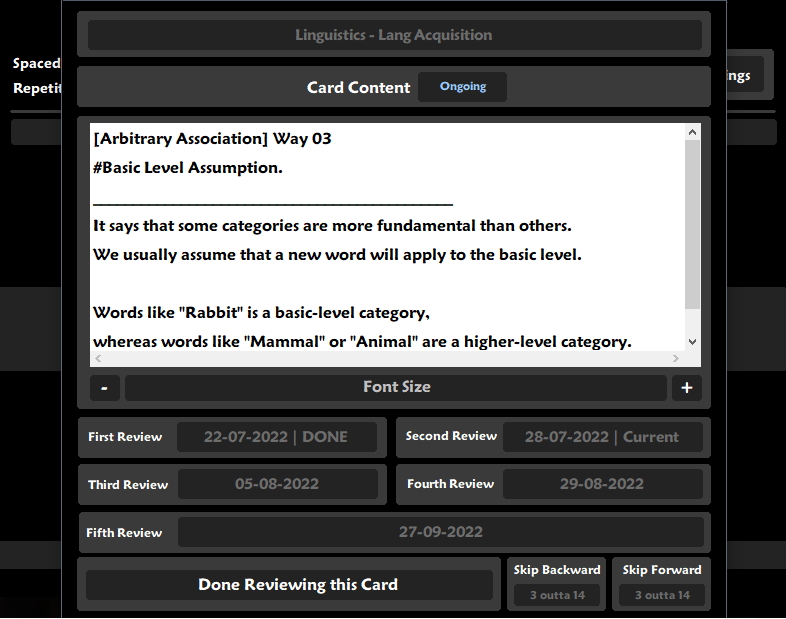 Linguistics - Lang Acquisition
Spaced
Repetit
ings
Card Content
Ongoing
[Arbitrary Association] Way 03
#Basic Level Assumption.
________________________________________
It says that some categories are more fundamental than others.
We usually assume that a new word will apply to the basic level.
Words like "Rabbit" is a basic-level category,
whereas words like "Mammal" or "Animal" are a higher-level category.
-
Font Size
+
First Review
22-07-2022 | DONE
Second Review
28-07-2022 | Current
Third Review
05-08-2022
Fourth Review
29-08-2022
Fifth Review
27-09-2022
Done Reviewing this Card
Skip Backward
3 outta 14
Skip Forward
3 outta 14